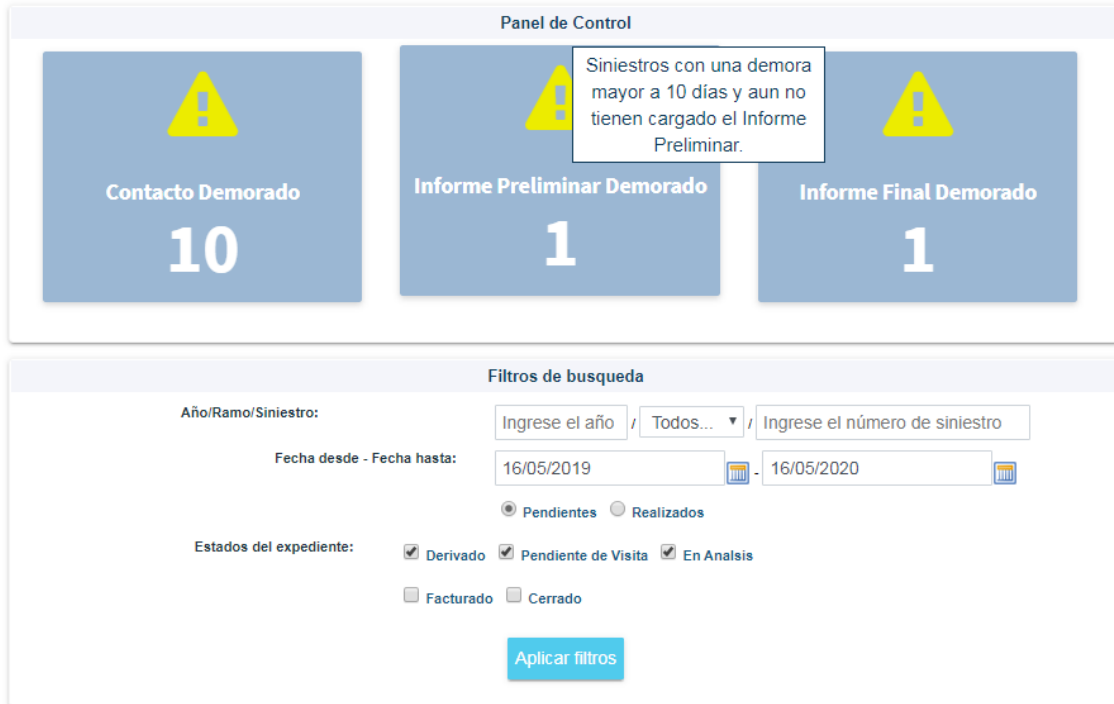 Panel de Control
Siniestros con una demora
mayor a 10 días y aun no
tienen cargado el Informe
Preliminar.
Contacto Demorado
10
Informe Preliminar Demorado
1
Informe Final Demorado
1
Filtros de busqueda
Año/Ramo/Siniestro: Ingrese el año / Todos... / Ingrese el número de siniestro
Fecha desde - Fecha hasta: 16/05/2019 - 16/05/2020
Pendientes Realizados
Estados del expediente: Derivado Pendiente de Visita En Analsis
Facturado Cerrado
Aplicar filtros